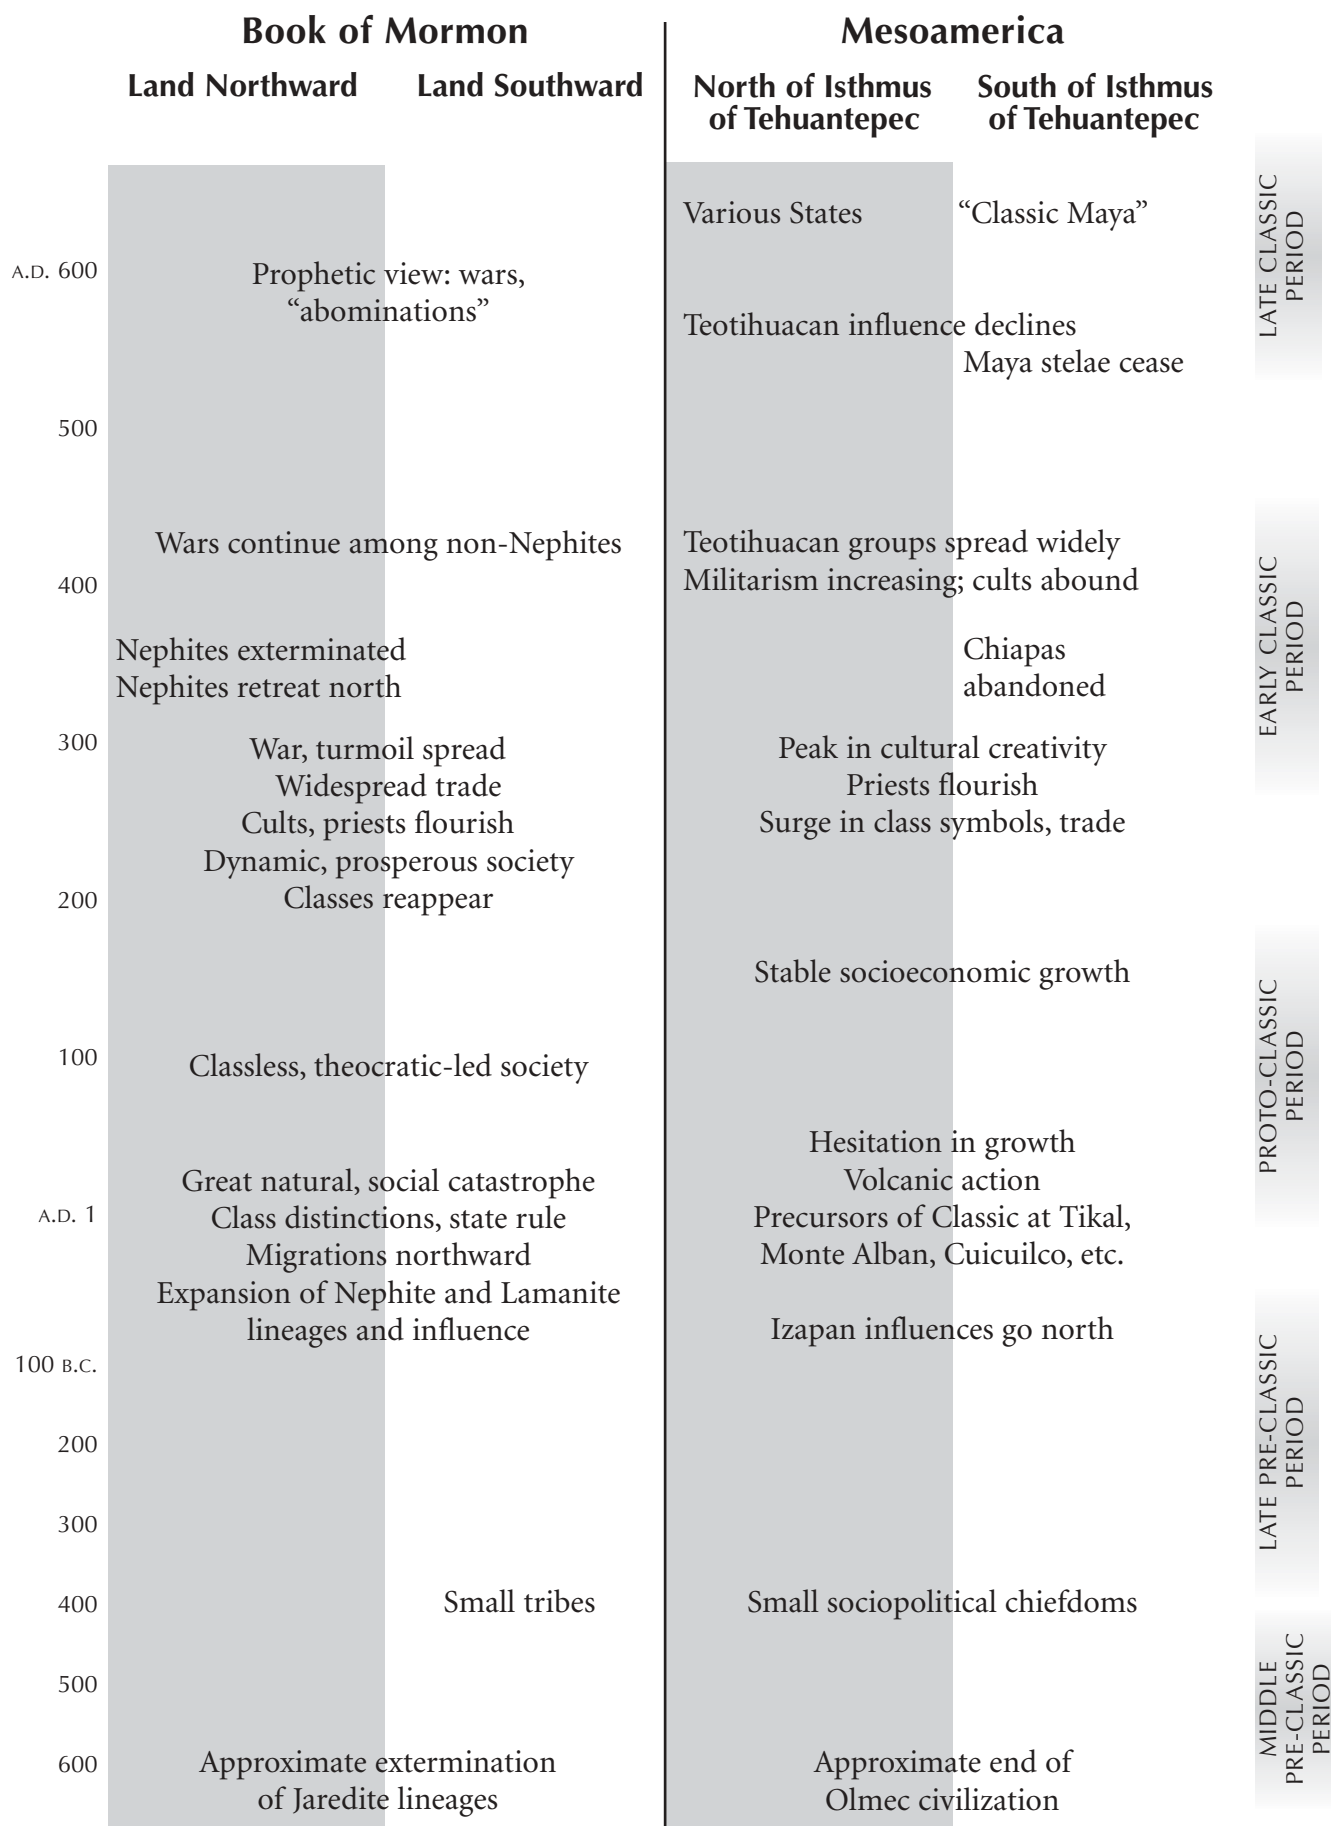 Book of Mormon
Mesoamerica
Land Northward
Land Southward
North of Isthmus
of Tehuantepec
South of Isthmus
of Tehuantepec
Various States
“Classic Maya”
A.D. 600
Prophetic view: wars,
“abominations”
Teotihuacan influence declines
Maya stelae cease
LATE CLASSIC
PERIOD
500
Wars continue among non-Nephites
Teotihuacan groups spread widely
400
Militarism increasing; cults abound
Nephites exterminated
Nephites retreat north
Chiapas
abandoned
EARLY CLASSIC
PERIOD
300
War, turmoil spread
Widespread trade
Cults, priests flourish
Dynamic, prosperous society
Classes reappear
Peak in cultural creativity
Priests flourish
Surge in class symbols, trade
200
Stable socioeconomic growth
100
Classless, theocratic-led society
PROTO-CLASSIC
PERIOD
Hesitation in growth
Volcanic action
Precursors of Classic at Tikal,
Monte Alban, Cuicuilco, etc.
Great natural, social catastrophe
A.D. 1
Class distinctions, state rule
Migrations northward
Expansion of Nephite and Lamanite
lineages and influence
Izapan influences go north
100 B.C.
200
300
LATE PRE-CLASSIC
PERIOD
400
Small tribes
Small sociopolitical chiefdoms
500
600
Approximate extermination
of Jaredite lineages
Approximate end of
Olmec civilization
MIDDLE
PRE-CLASSIC
PERIOD